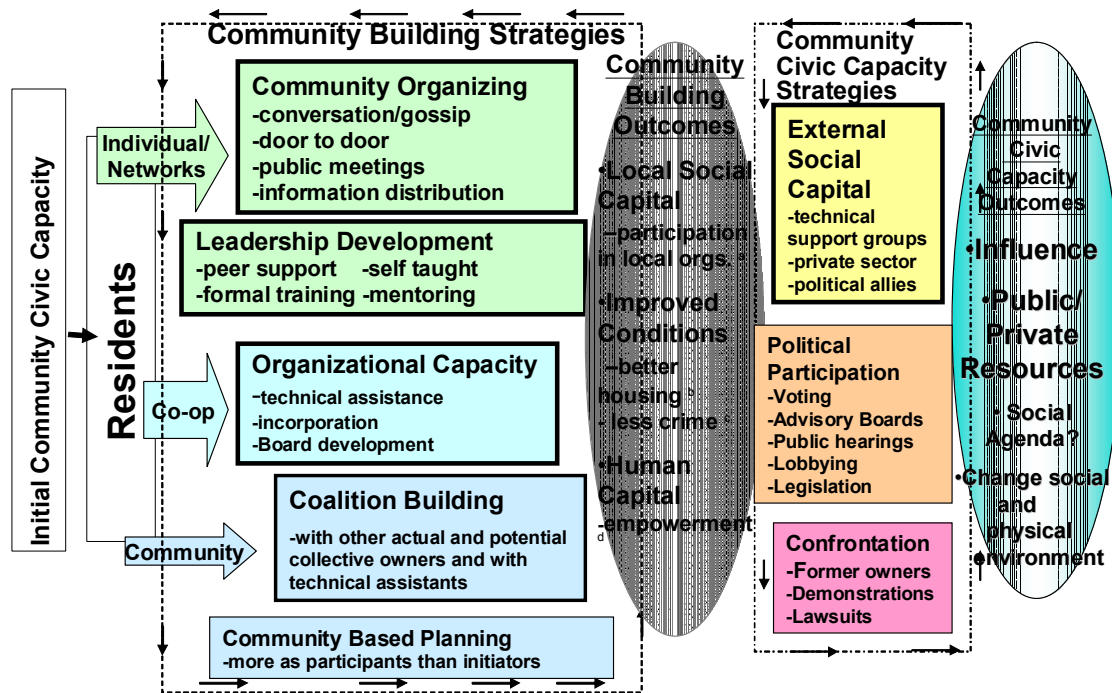 Initial Community Civic Capacity
Residents
Individual/
Networks
Co-op
Community
Community Building Strategies
Community Organizing
-conversation/gossip
-door to door
-public meetings
-information distribution
Leadership Development
-peer support -self taught
-formal training -mentoring
Organizational Capacity
-technical assistance
-incorporation
-Board development
Coalition Building
-with other actual and potential
collective owners and with
technical assistants
Community Based Planning
-more as participants than initiators
Community
Building
Outcomes
•Local Social
Capital
–participation
in local orgs.
•Improved
Conditions
–better
housing b
- less crime
•Human
Capital
-empowerment
d
Community
Civic Capacity
Strategies
External
Social
Capital
-technical
support groups
-private sector
-political allies
Political
Participation
-Voting
-Advisory Boards
-Public hearings
-Lobbying
-Legislation
Confrontation
-Former owners
-Demonstrations
-Lawsuits
Community
Civic
Capacity
Outcomes
•Influence
•Public/
Private
Resources
• Social
Agenda?
•Change social
and
physical
environment